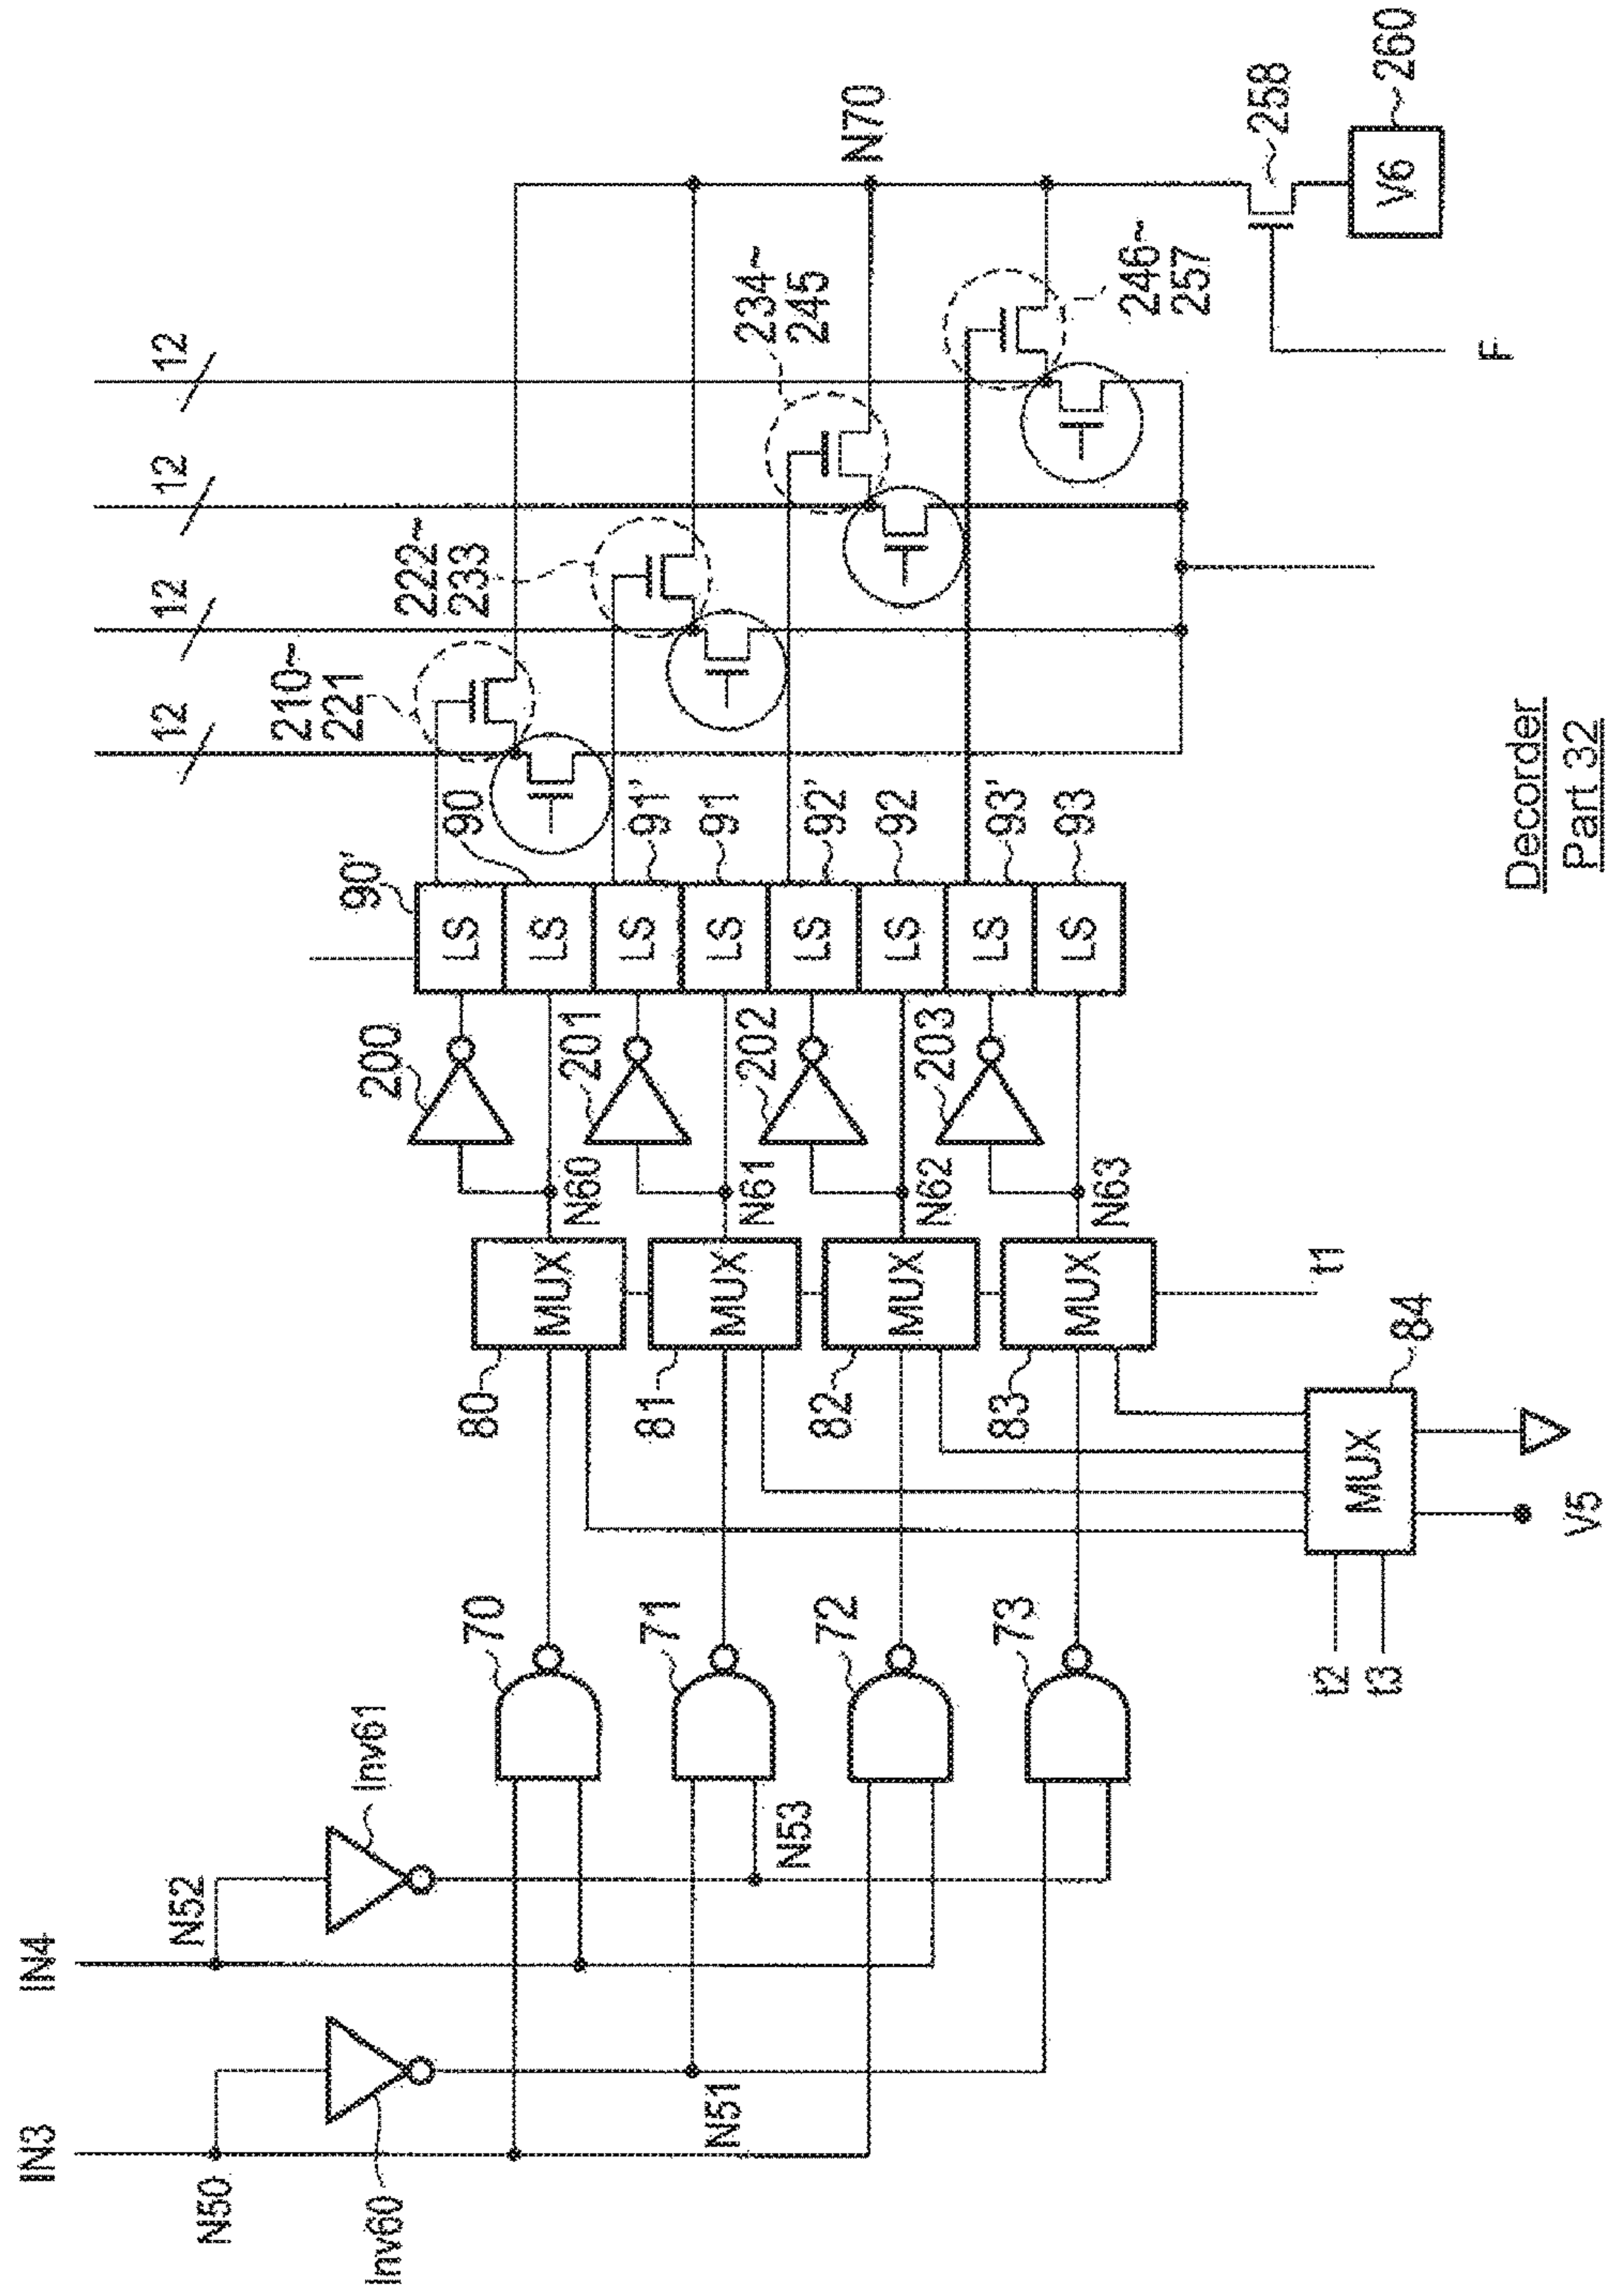 IN3
IN4
N50
N52
Inv60
Inv61
N51
N53
70
71
72
73
t2
t3
V5
84
MUX
80
81
82
83
MUX
MUX
MUX
MUX
t1
N60
N61
N62
N63
200
201
202
203
90'
90
91'
91
92'
92
93'
93
LS
LS
LS
LS
LS
LS
LS
LS
12
12
12
12
210~
221
222~
233
234~
245
246~
257
N70
258
V6
260
F
Decorder
Part 32